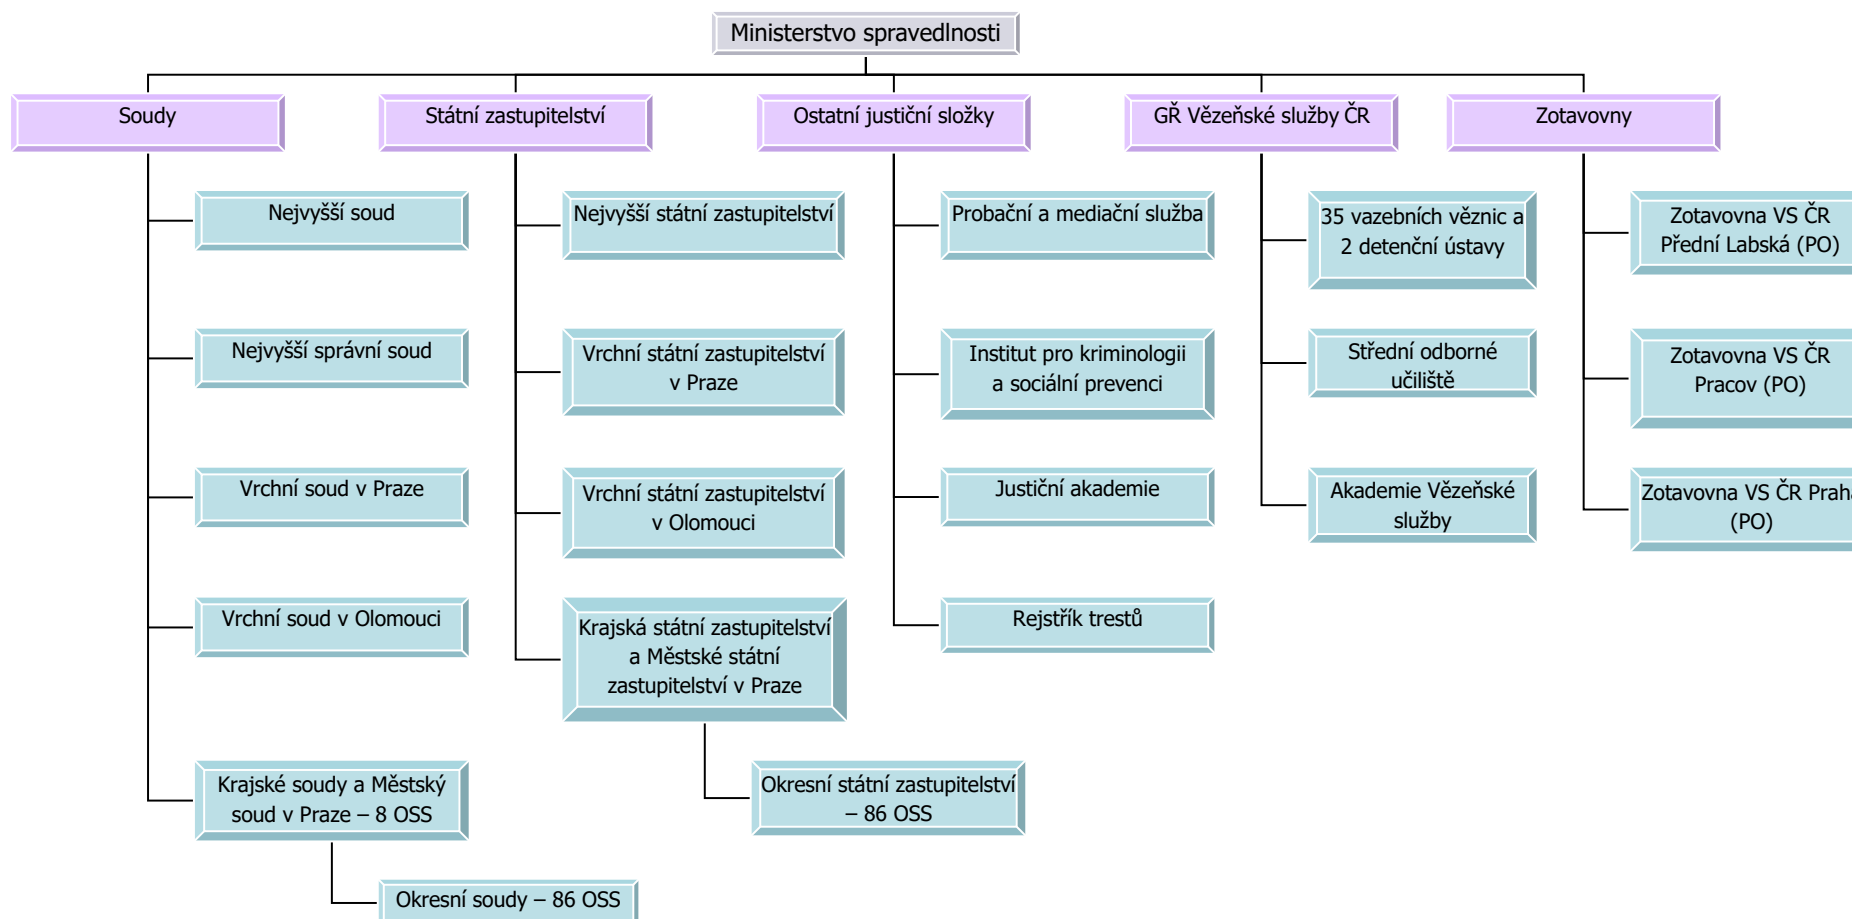 Ministerstvo spravedlnosti
Soudy
Státní zastupitelství
Ostatní justiční složky
GŘ Vězeňské služby ČR
Zotavovny
Nejvyšší soud
Nejvyšší správní soud
Vrchní soud v Praze
Vrchní soud v Olomouci
Krajské soudy a Městský
soud v Praze – 8 OSS
Okresní soudy – 86 OSS
Nejvyšší státní zastupitelství
Vrchní státní zastupitelství
v Praze
Vrchní státní zastupitelství
v Olomouci
Krajská státní zastupitelství
a Městské státní
zastupitelství v Praze
Okresní státní zastupitelství
– 86 OSS
Probační a mediační služba
Institut pro kriminologii
a sociální prevenci
Justiční akademie
Rejstřík trestů
35 vazebních věznic a
2 detenční ústavy
Střední odborné
učiliště
Akademie Vězeňské
služby
Zotavovna VS ČR
Přední Labská (PO)
Zotavovna VS ČR
Pracov (PO)
Zotavovna VS ČR Praha
(PO)